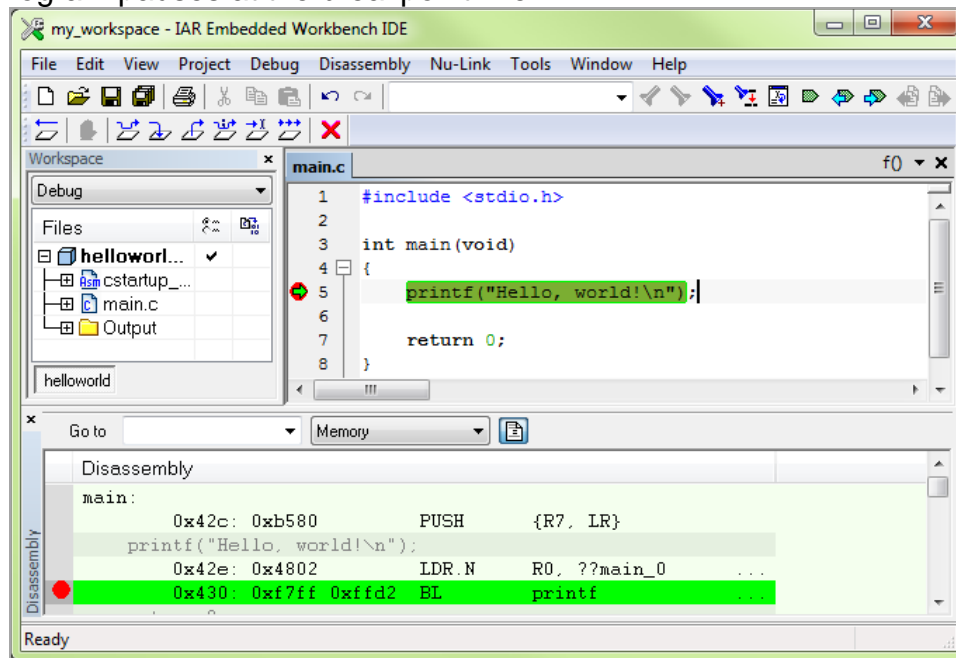 my_workspace - IAR Embedded Workbench IDE
File Edit View Project Debug Disassembly Nu-Link Tools Window Help
Workspace
Debug
Files
helloworl...
cstartup_...
main.c
Output
helloworld
main.c f()
1 #include <stdio.h>
2
3 int main(void)
4 {
5 printf("Hello, world!\n");
6
7 return 0;
8 }
Go to Memory
Disassembly
Disassembly
main:
0x42c: 0xb580 PUSH {R7, LR}
printf("Hello, world!\n");
0x42e: 0x4802 LDR.N R0, ??main_0 ...
0x430: 0xf7ff 0xffd2 BL printf ...
Ready